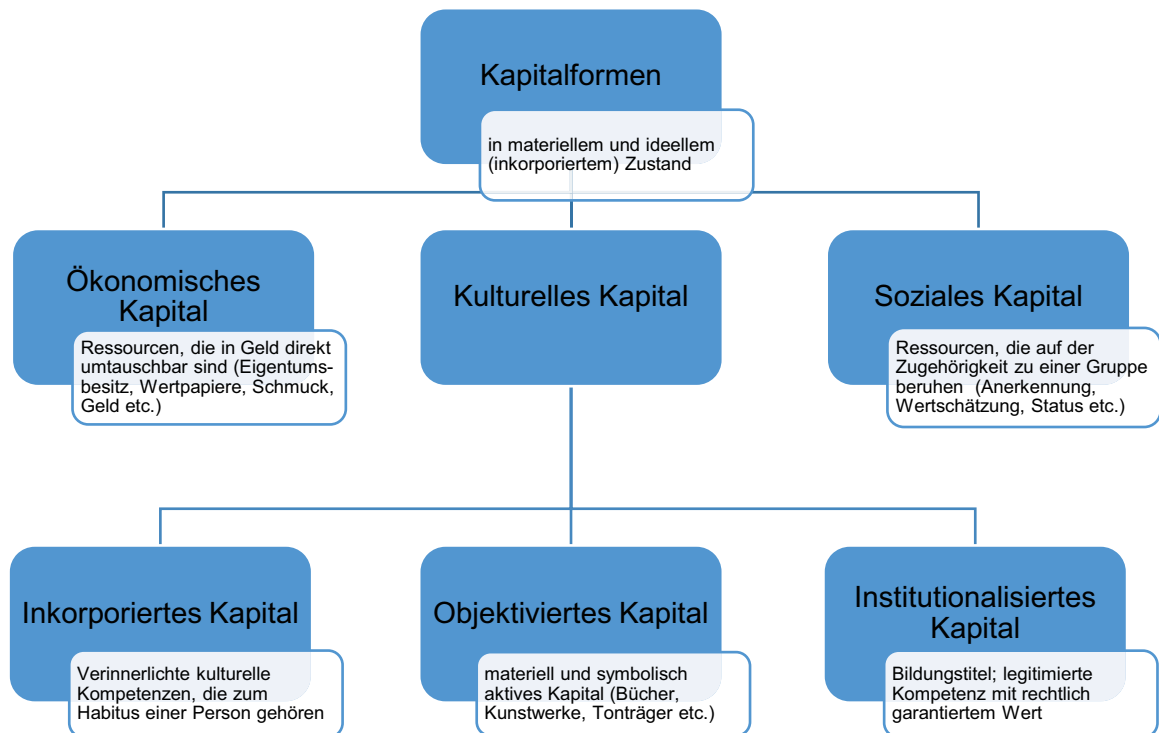 Kapitalformen
in materiellem und ideellem
(inkorporiertem) Zustand
Ökonomisches
Kapital
Ressourcen, die in Geld direkt
umtauschbar sind (Eigentums-
besitz, Wertpapiere, Schmuck,
Geld etc.)
Kulturelles Kapital
Soziales Kapital
Ressourcen, die auf der
Zugehörigkeit zu einer Gruppe
beruhen (Anerkennung,
Wertschätzung, Status etc.)
Inkorporiertes Kapital
Verinnerlichte kulturelle
Kompetenzen, die zum
Habitus einer Person gehören
Objektiviertes Kapital
materiell und symbolisch
aktives Kapital (Bücher,
Kunstwerke, Tonträger etc.)
Institutionalisiertes
Kapital
Bildungstitel; legitimierte
Kompetenz mit rechtlich
garantiertem Wert